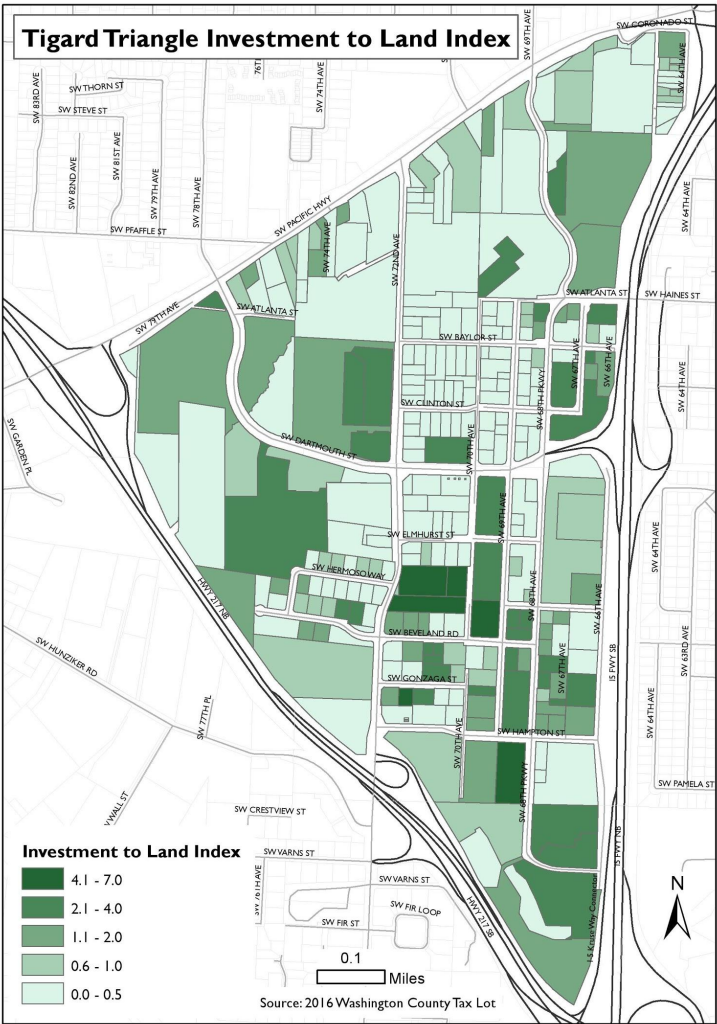 Tigard Triangle Investment to Land Index
SW CORONADO ST
SW 69TH AVE
SW 64TH AVE
SW 83RD AVE
SW THORN ST
SW STEVE ST
SW 82ND AVE
SW 81ST AVE
SW 79TH AVE
SW 78TH AVE
SW 74TH AVE
SW PFAFFLE ST
SW PACIFIC HWY
SW 74TH AVE
SW 72ND AVE
SW 64TH AVE
SW ATLANTA ST
SW HAINES ST
SW 79TH AVE
SW ATLANTA ST
SW BAYLOR ST
SW 67TH AVE
SW 66TH AVE
SW 64TH AVE
SW CLINTON ST
SW 68TH PKWY
SW GARDEN PL
SW DARTMOUTH ST
SW 70TH AVE
SW 69TH AVE
SW ELMHURST ST
SW 64TH AVE
SW HERMOSO WAY
HWY 217 NB
SW 68TH AVE
SW 66TH AVE
SW BEVELAND RD
SW HUNZIKER RD
SW 67TH AVE
I5 FWY SB
SW 63RD AVE
SW GONZAGA ST
SW 64TH AVE
SW 77TH PL
SW 70TH AVE
SW HAMPTON ST
SW 68TH PKWY
SW PAMELA ST
SW CRESTVIEW ST
I5 FWY NB
SW VARNS ST
SW VARNS ST
SW FIR LOOP
SW FIR ST
HWY 217 SB
I-5 Kruse Way Connector
Investment to Land Index
4.1 - 7.0
2.1 - 4.0
1.1 - 2.0
0.6 - 1.0
0.0 - 0.5
N
0.1
Miles
Source: 2016 Washington County Tax Lot